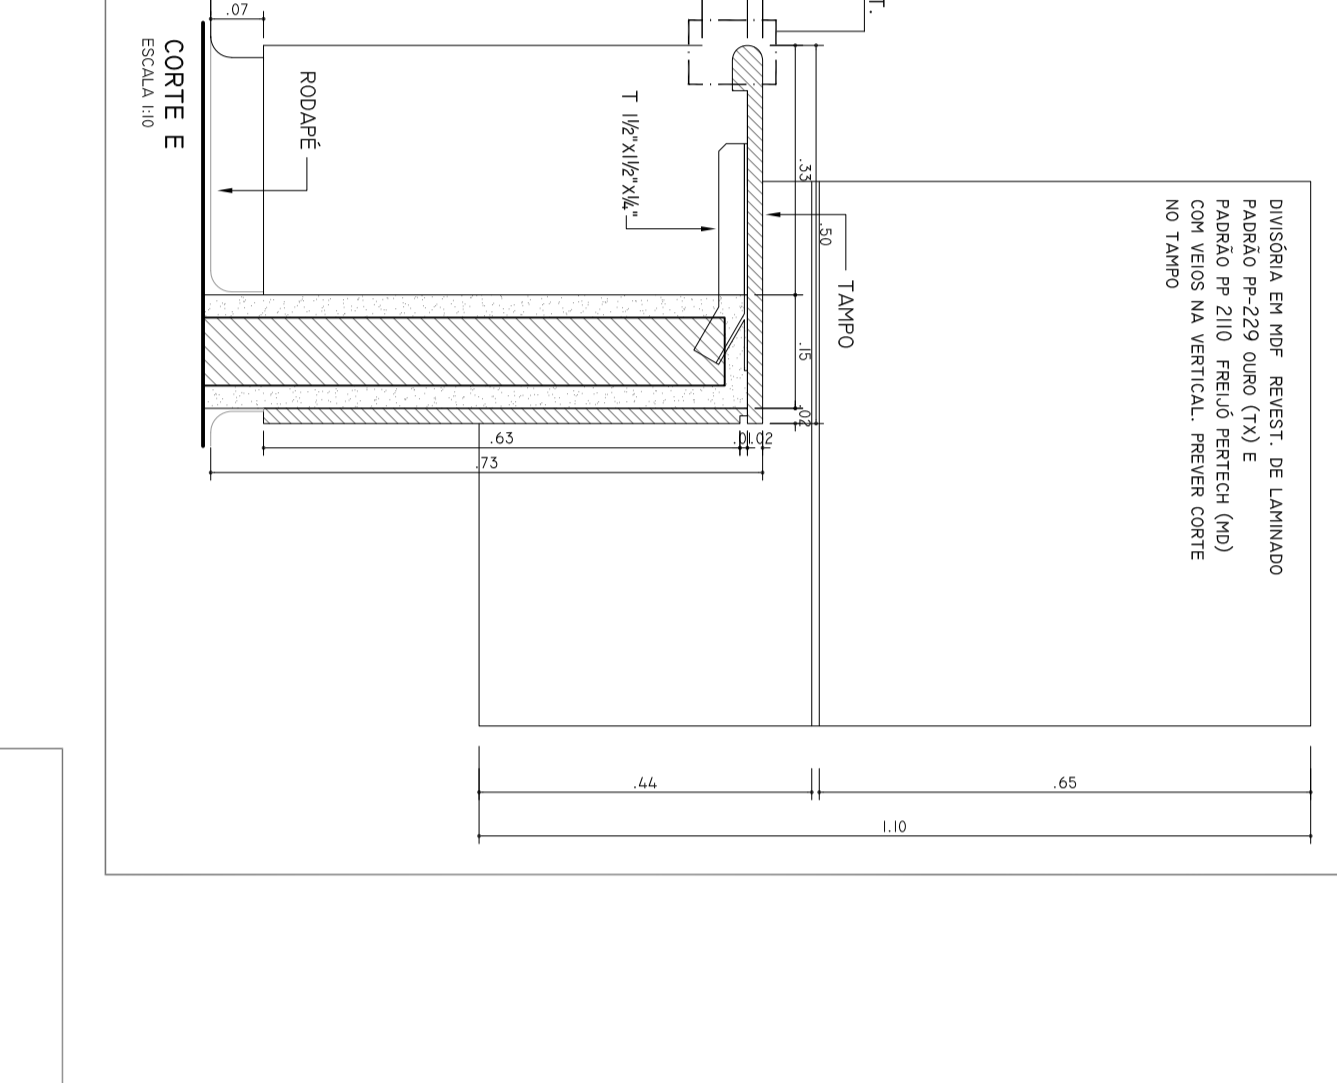 DIVISÓRIA EM MDF REVEST. DE LAMINADO
PADRÃO PP-229 OURO (TX) E
PADRÃO PP 2110 FREIJÓ PERTECH (MD)
COM VEIOS NA VERTICAL. PREVER CORTE
NO TAMPO
T.
TAMPO
T 1½"X1½"X¼"
RODAPÉ
CORTE E
ESCALA 1:10
.07
.33
.50
.15
.02
.63
.01
.02
.73
.44
.65
1.10